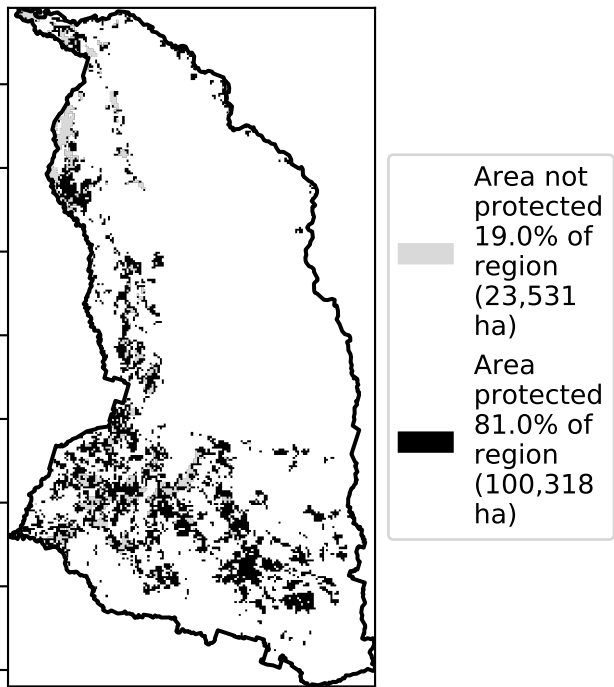 Area not
protected
19.0% of
region
(23,531
ha)
Area
protected
81.0% of
region
(100,318
ha)